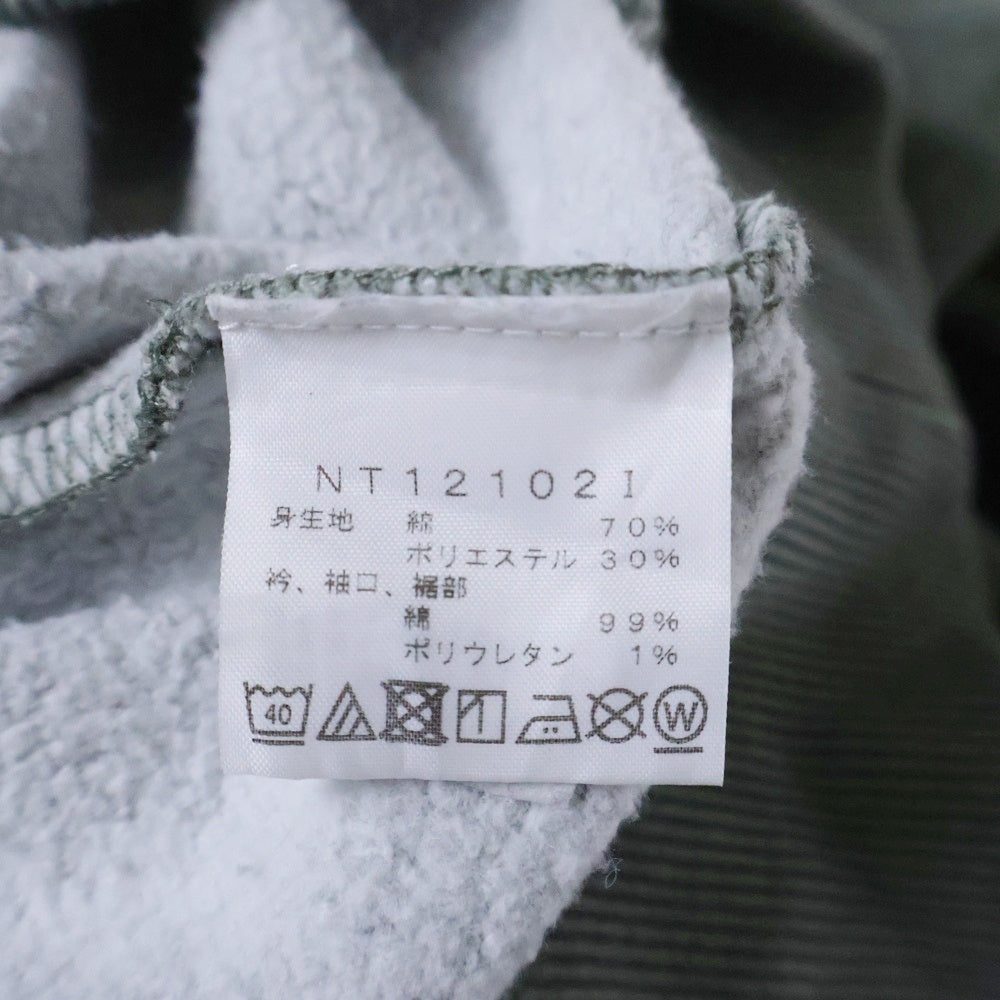 NT12102I
身生地 綿 70%
ポリエステル 30%
衿、袖口、裾部
綿 99%
ポリウレタン 1%
40 W